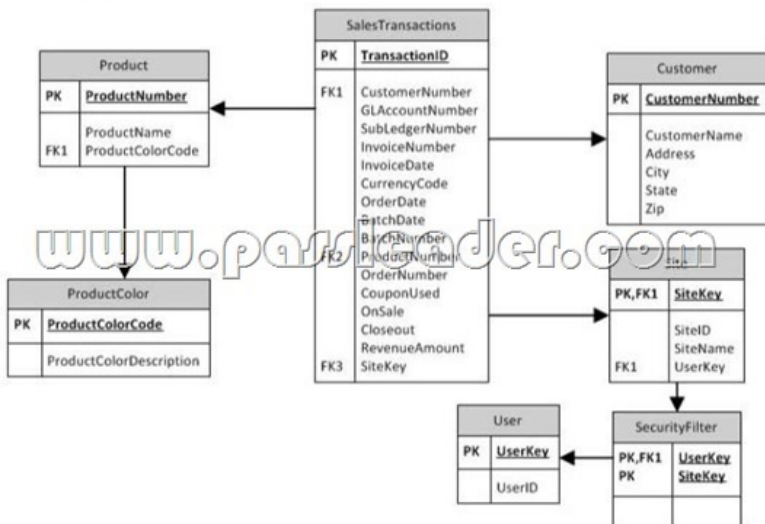 SalesTransactions
PK TransactionID
FK1 CustomerNumber
GLAccountNumber
SubLedgerNumber
InvoiceNumber
InvoiceDate
CurrencyCode
OrderDate
BatchDate
BatchNumber
FK2 ProductNumber
OrderNumber
CouponUsed
OnSale
Closeout
RevenueAmount
FK3 SiteKey
Product
PK ProductNumber
ProductName
FK1 ProductColorCode
Customer
PK CustomerNumber
CustomerName
Address
City
State
Zip
www.passleader.com
ProductColor
PK ProductColorCode
ProductColorDescription
Site
PK,FK1 SiteKey
SiteID
SiteName
FK1 UserKey
User
PK UserKey
UserID
SecurityFilter
PK,FK1 UserKey
PK SiteKey